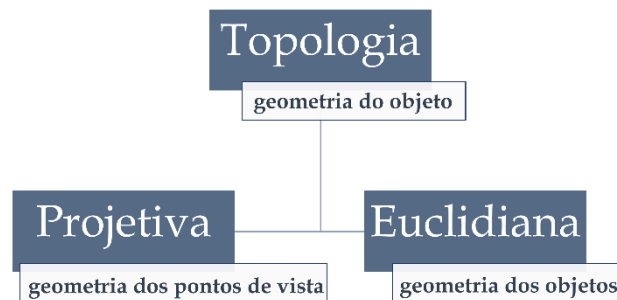 Topologia
geometria do objeto
Projetiva
geometria dos pontos de vista
Euclidiana
geometria dos objetos